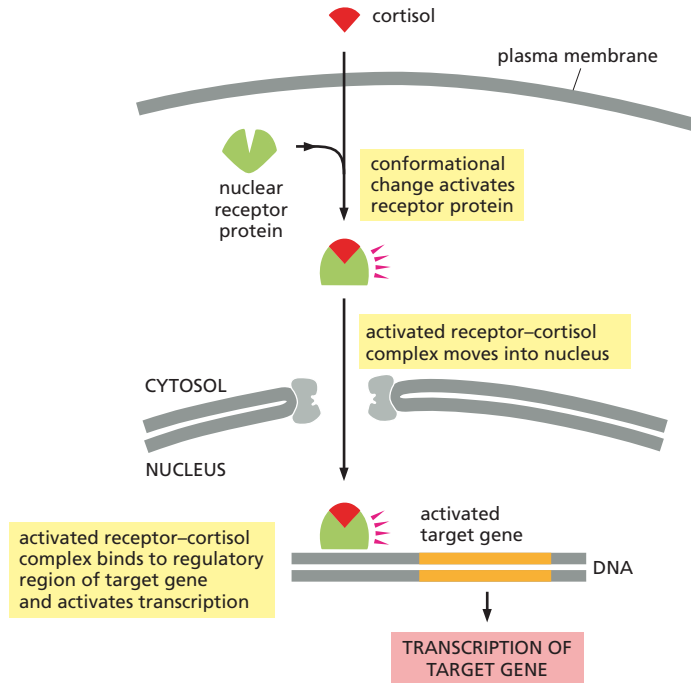 cortisol
plasma membrane
nuclear
receptor
protein
conformational
change activates
receptor protein
activated receptor–cortisol
complex moves into nucleus
CYTOSOL
NUCLEUS
activated receptor–cortisol
complex binds to regulatory
region of target gene
and activates transcription
activated
target gene
DNA
TRANSCRIPTION OF
TARGET GENE